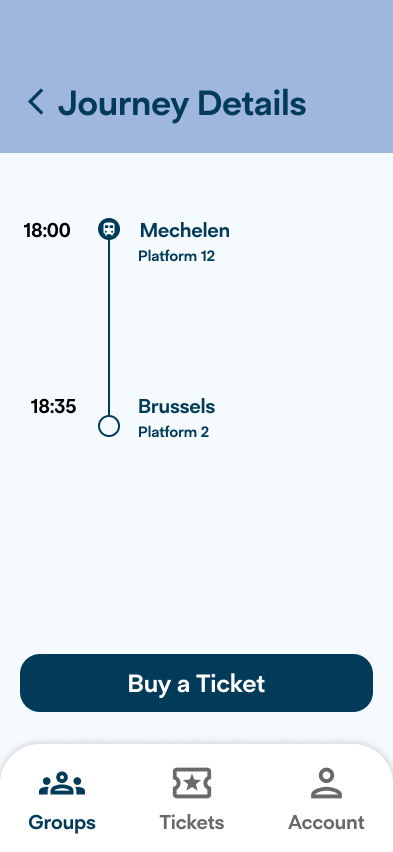 Journey Details
18:00 Mechelen
Platform 12
18:35 Brussels
Platform 2
Buy a Ticket
Groups Tickets Account